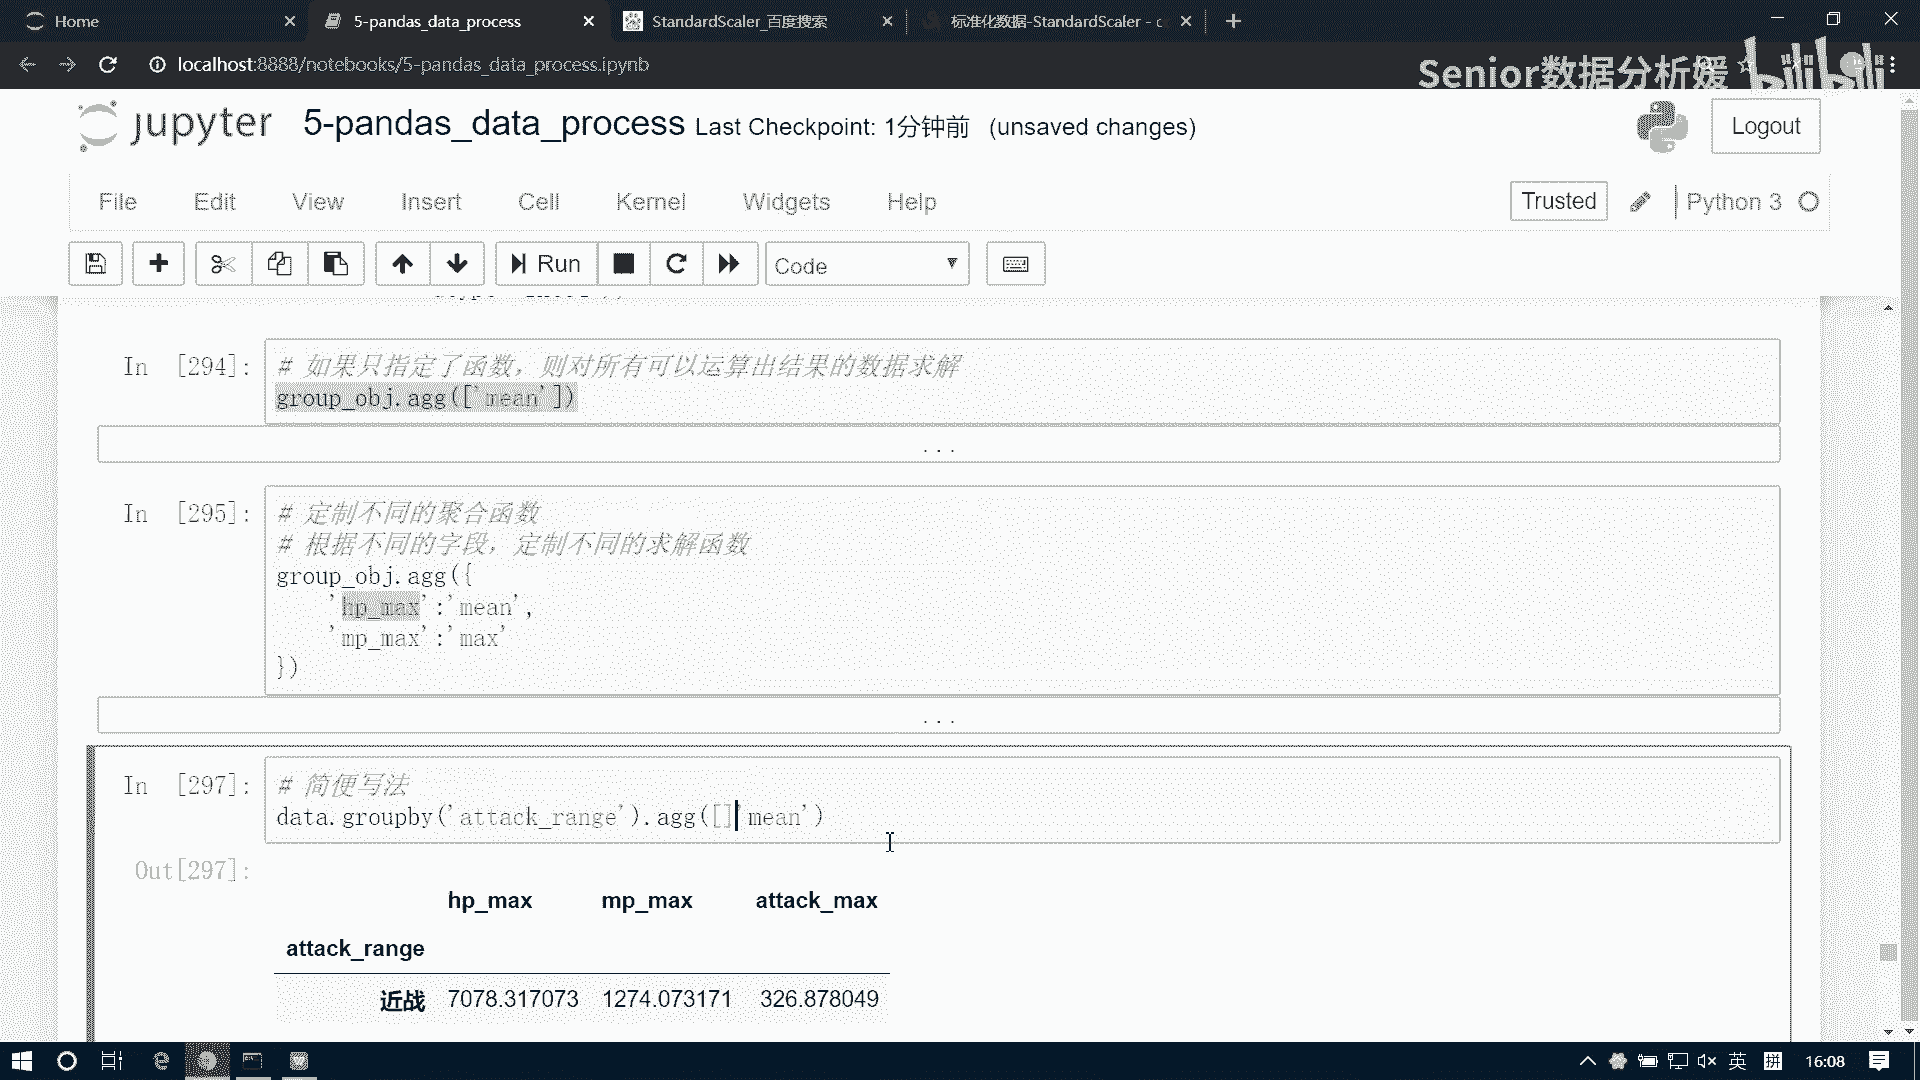 Home
5-pandas_data_process
StandardScaler_百度搜索
标准化数据-StandardScaler - c
localhost:8888/notebooks/5-pandas_data_process.ipynb
Senior数据分析媛
bilibili
jupyter
5-pandas_data_process Last Checkpoint: 1分钟前 (unsaved changes)
Logout
File Edit View Insert Cell Kernel Widgets Help
Trusted
Python 3
Run
Code
In [294]:
# 如果只指定了函数，则对所有可以运算出结果的数据求解
group_obj.agg(['mean'])
...
In [295]:
# 定制不同的聚合函数
# 根据不同的字段，定制不同的求解函数
group_obj.agg({
'hp_max':'mean',
'mp_max':'max'
})
...
In [297]:
# 简便写法
data.groupby('attack_range').agg([]'mean')
Out[297]:
hp_max mp_max attack_max
attack_range
近战 7078.317073 1274.073171 326.878049
英
拼
16:08